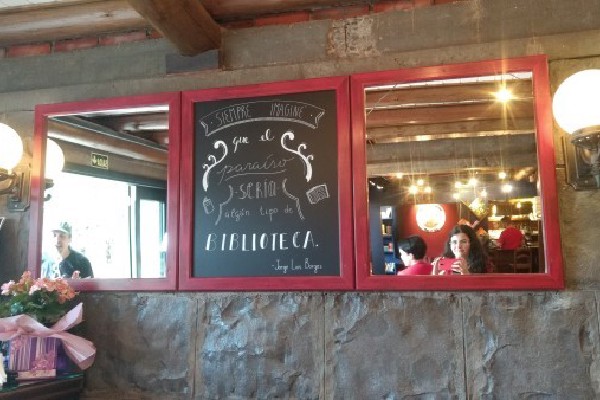 SIEMPRE IMAGINÉ
que el
paraíso
SERÍA
algún tipo de
BIBLIOTECA.
-Jorge Luis Borges